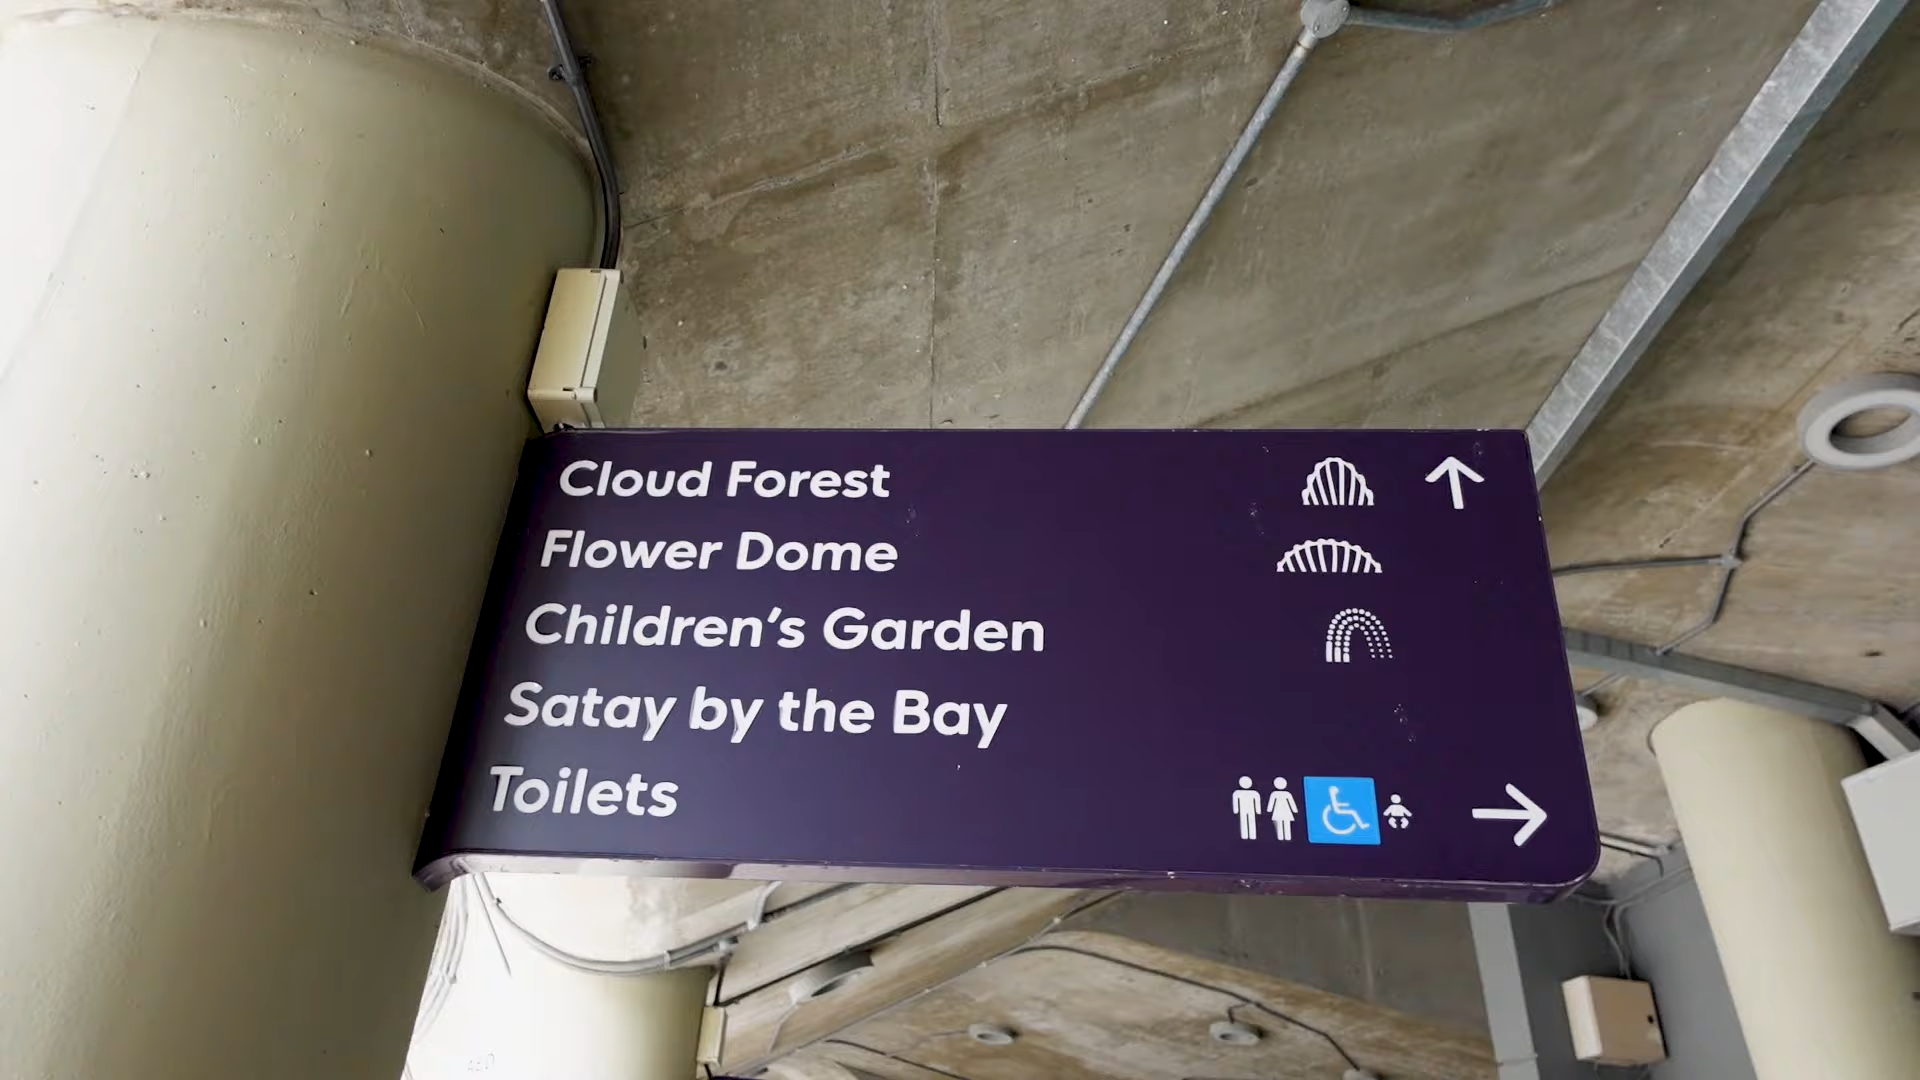 Cloud Forest
Flower Dome
Children's Garden
Satay by the Bay
Toilets